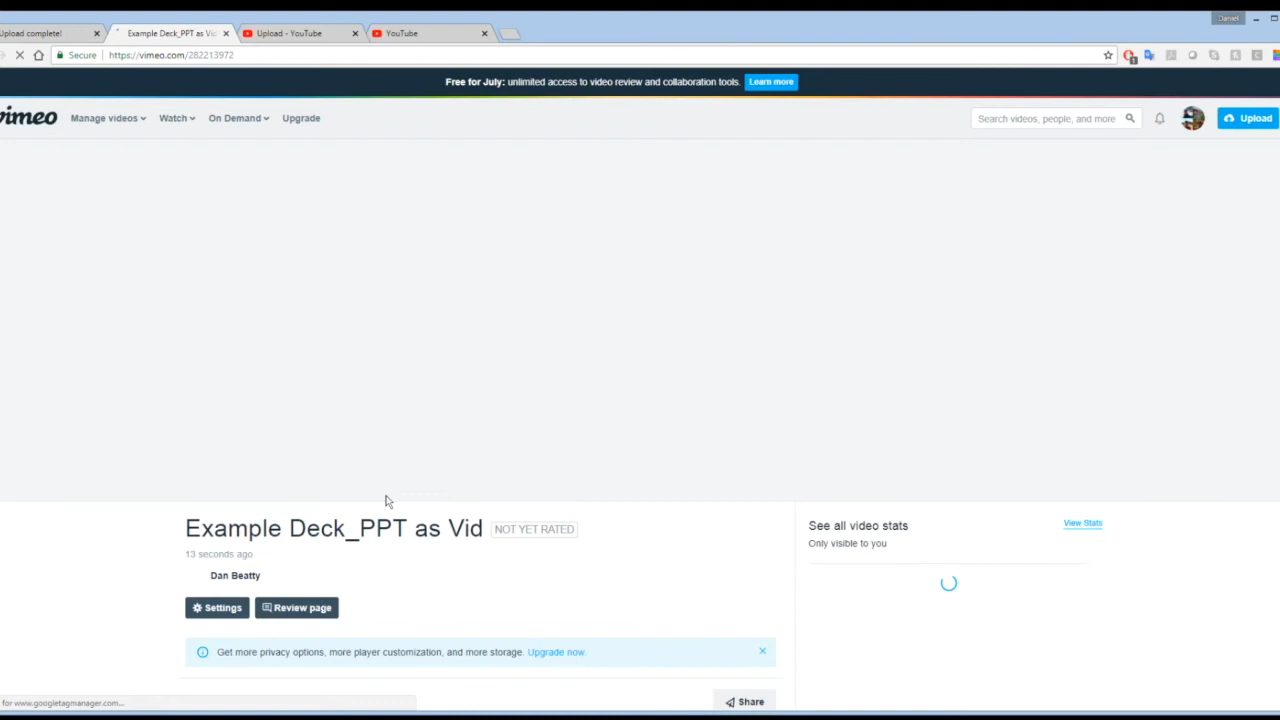 Daniel
Upload complete!
Example Deck_PPT as Vid
Upload - YouTube
YouTube
Secure
https://vimeo.com/282213972
Free for July: unlimited access to video review and collaboration tools. Learn more
vimeo
Manage videos
Watch
On Demand
Upgrade
Search videos, people, and more
Upload
Example Deck_PPT as Vid NOT YET RATED
13 seconds ago
Dan Beatty
Settings
Review page
Get more privacy options, more player customization, and more storage. Upgrade now.
Share
See all video stats
View Stats
Only visible to you
for www.googletagmanager.com...